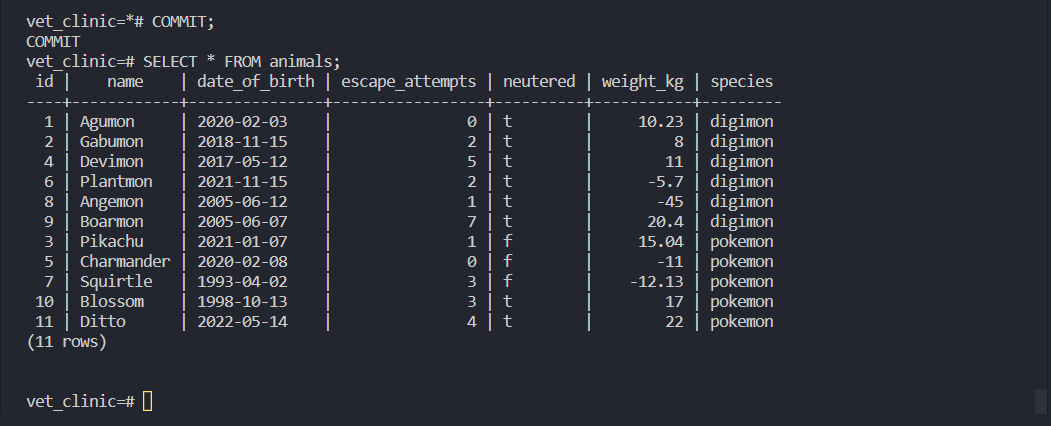 vet_clinic=*# COMMIT;
COMMIT
vet_clinic=# SELECT * FROM animals;
 id |    name    | date_of_birth | escape_attempts | neutered | weight_kg | species
----+------------+---------------+-----------------+----------+-----------+---------
  1 | Agumon     | 2020-02-03    |               0 | t        |     10.23 | digimon
  2 | Gabumon    | 2018-11-15    |               2 | t        |         8 | digimon
  4 | Devimon    | 2017-05-12    |               5 | t        |        11 | digimon
  6 | Plantmon   | 2021-11-15    |               2 | t        |      -5.7 | digimon
  8 | Angemon    | 2005-06-12    |               1 | t        |       -45 | digimon
  9 | Boarmon    | 2005-06-07    |               7 | t        |      20.4 | digimon
  3 | Pikachu    | 2021-01-07    |               1 | f        |     15.04 | pokemon
  5 | Charmander | 2020-02-08    |               0 | f        |       -11 | pokemon
  7 | Squirtle   | 1993-04-02    |               3 | f        |    -12.13 | pokemon
 10 | Blossom    | 1998-10-13    |               3 | t        |        17 | pokemon
 11 | Ditto      | 2022-05-14    |               4 | t        |        22 | pokemon
(11 rows)
vet_clinic=#